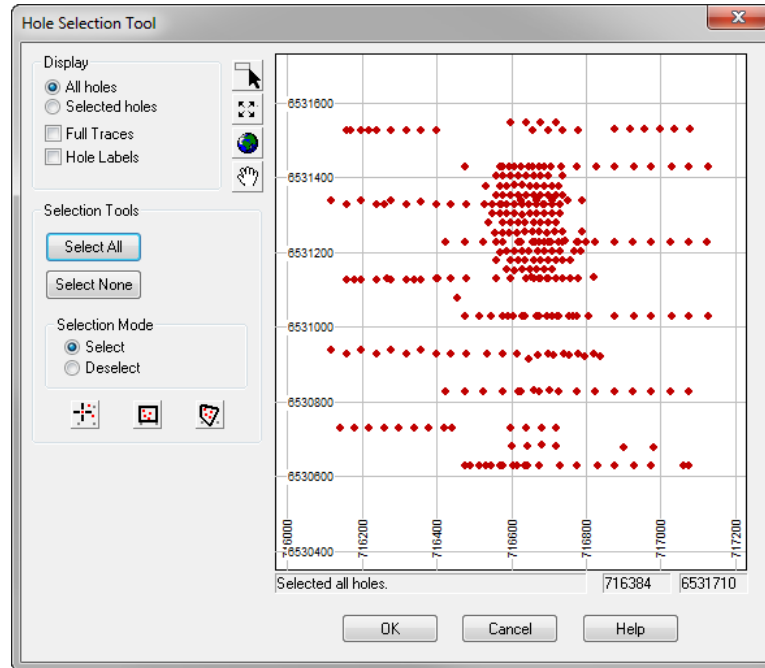 Hole Selection Tool
Display
All holes
Selected holes
Full Traces
Hole Labels
Selection Tools
Select All
Select None
Selection Mode
Select
Deselect
6531600
6531400
6531200
6531000
6530800
6530600
6530400
716000
716200
716400
716600
716800
717000
717200
Selected all holes.
716384
6531710
OK
Cancel
Help